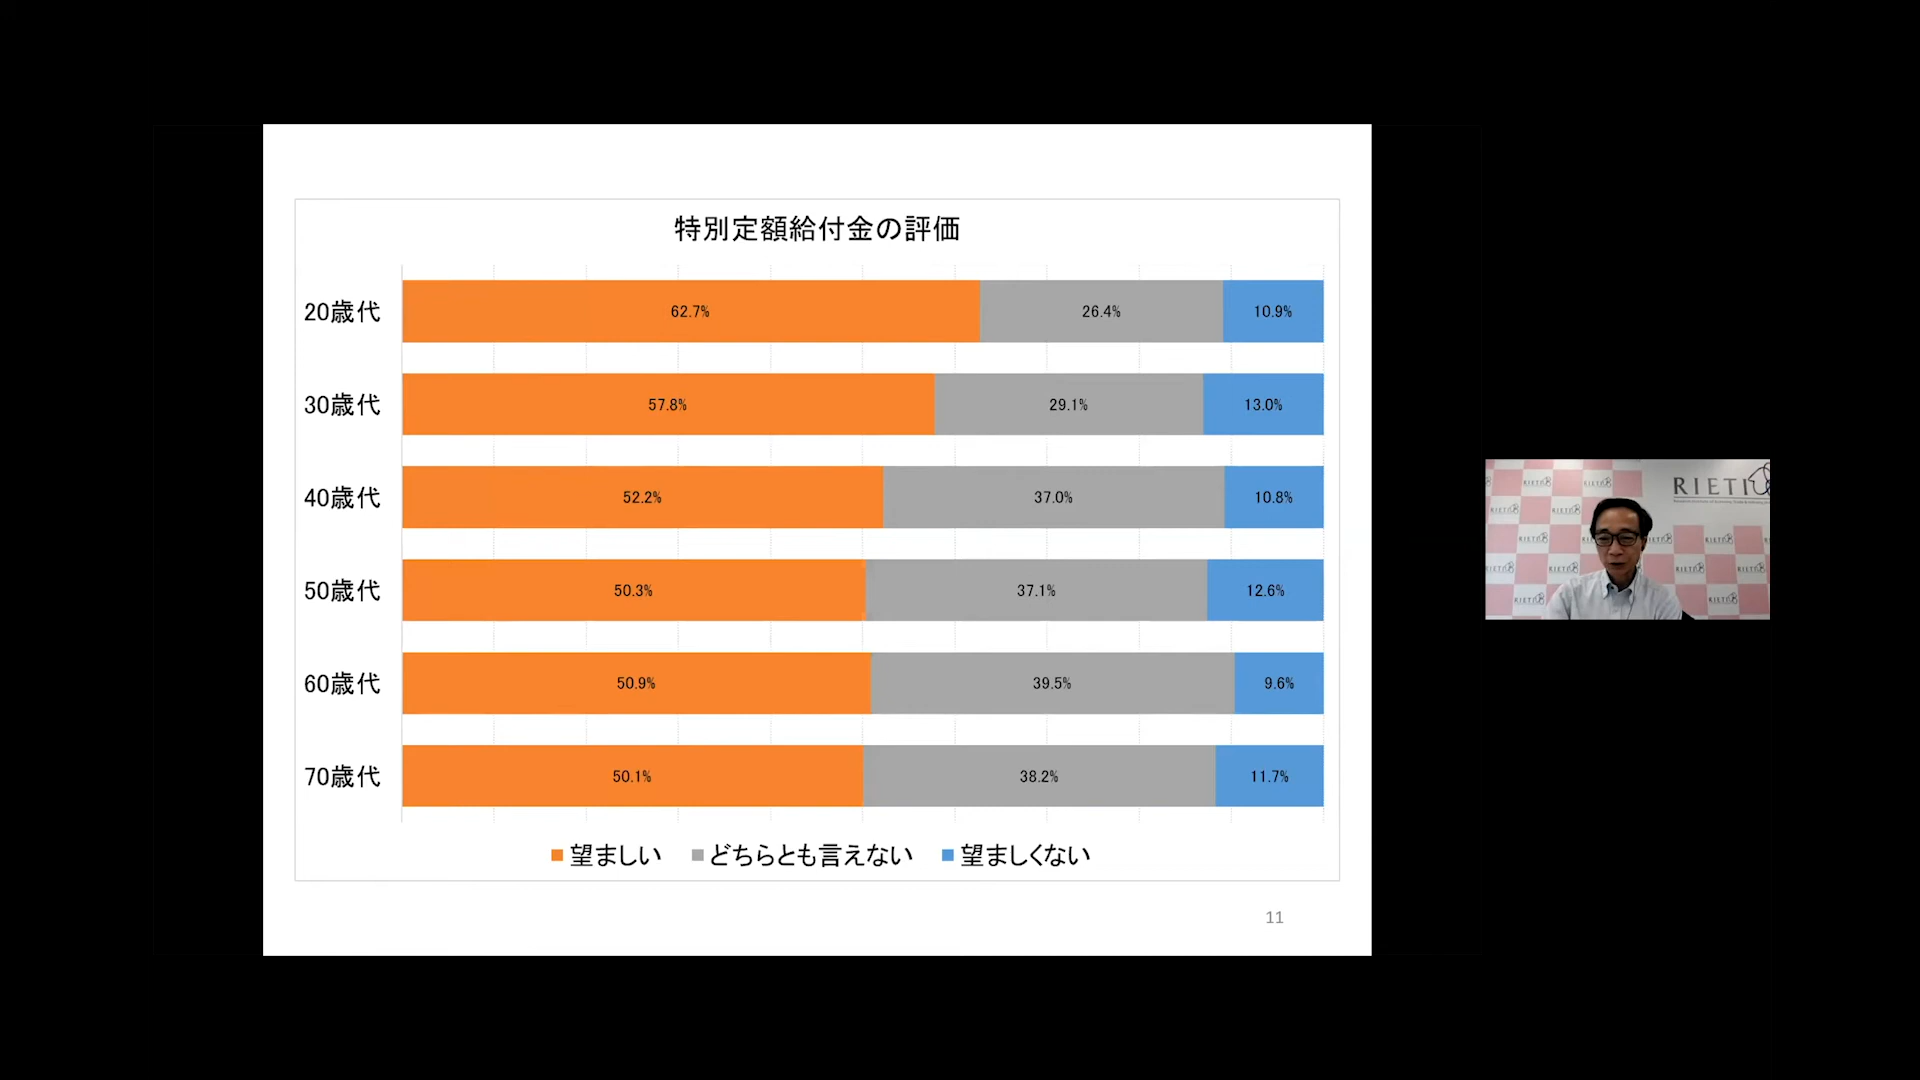 特別定額給付金の評価
20歳代 62.7% 26.4% 10.9%
30歳代 57.8% 29.1% 13.0%
40歳代 52.2% 37.0% 10.8%
50歳代 50.3% 37.1% 12.6%
60歳代 50.9% 39.5% 9.6%
70歳代 50.1% 38.2% 11.7%
望ましい どちらとも言えない 望ましくない
11
RIETI